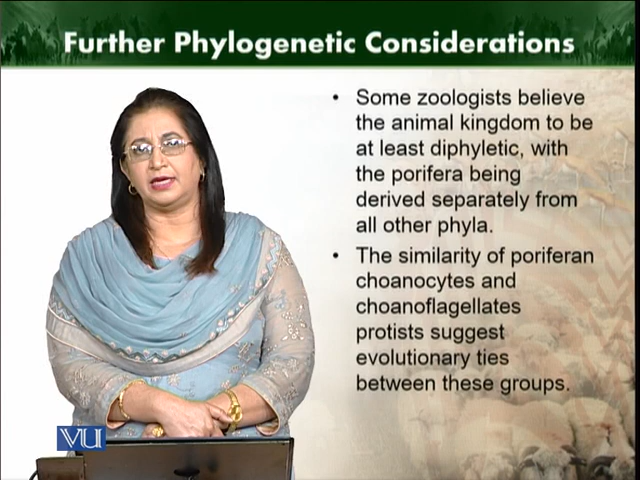 Further Phylogenetic Considerations
• Some zoologists believe
the animal kingdom to be
at least diphyletic, with
the porifera being
derived separately from
all other phyla.
• The similarity of poriferan
choanocytes and
choanoflagellates
protists suggest
evolutionary ties
between these groups.
VU